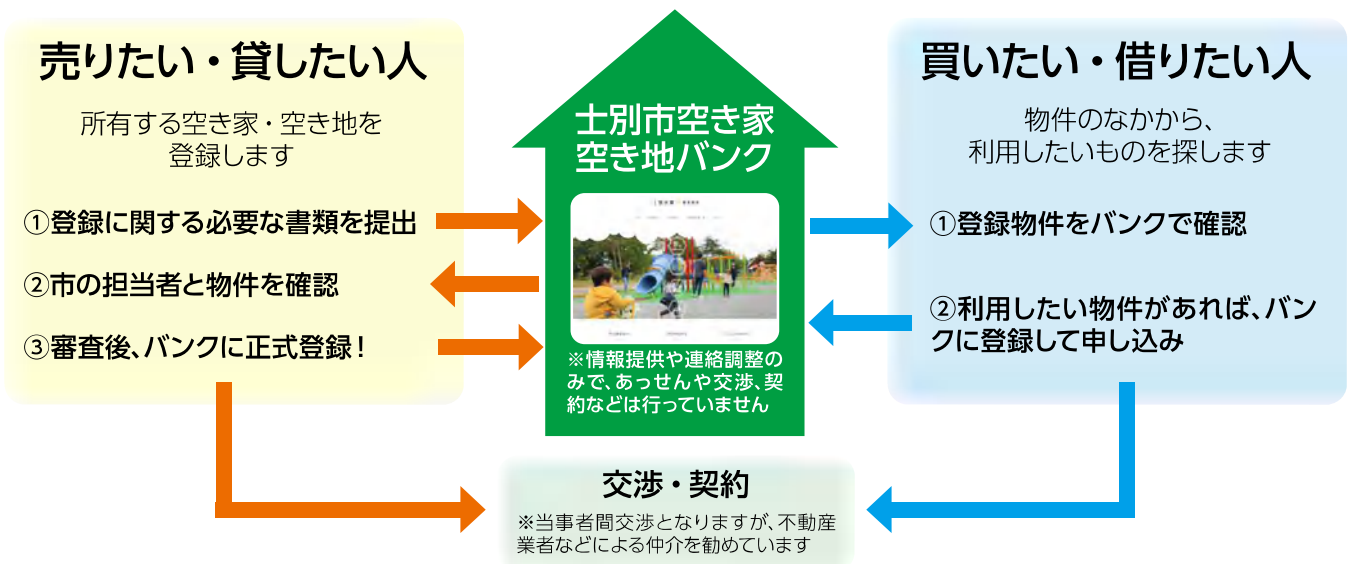 売りたい・貸したい人
所有する空き家・空き地を
登録します
①登録に関する必要な書類を提出
②市の担当者と物件を確認
③審査後、バンクに正式登録！
士別市空き家
空き地バンク
※情報提供や連絡調整の
みで、あっせんや交渉、契
約などは行っていません
買いたい・借りたい人
物件のなかから、
利用したいものを探します
①登録物件をバンクで確認
②利用したい物件があれば、バン
クに登録して申し込み
交渉・契約
※当事者間交渉となりますが、不動産
業者などによる仲介を勧めています